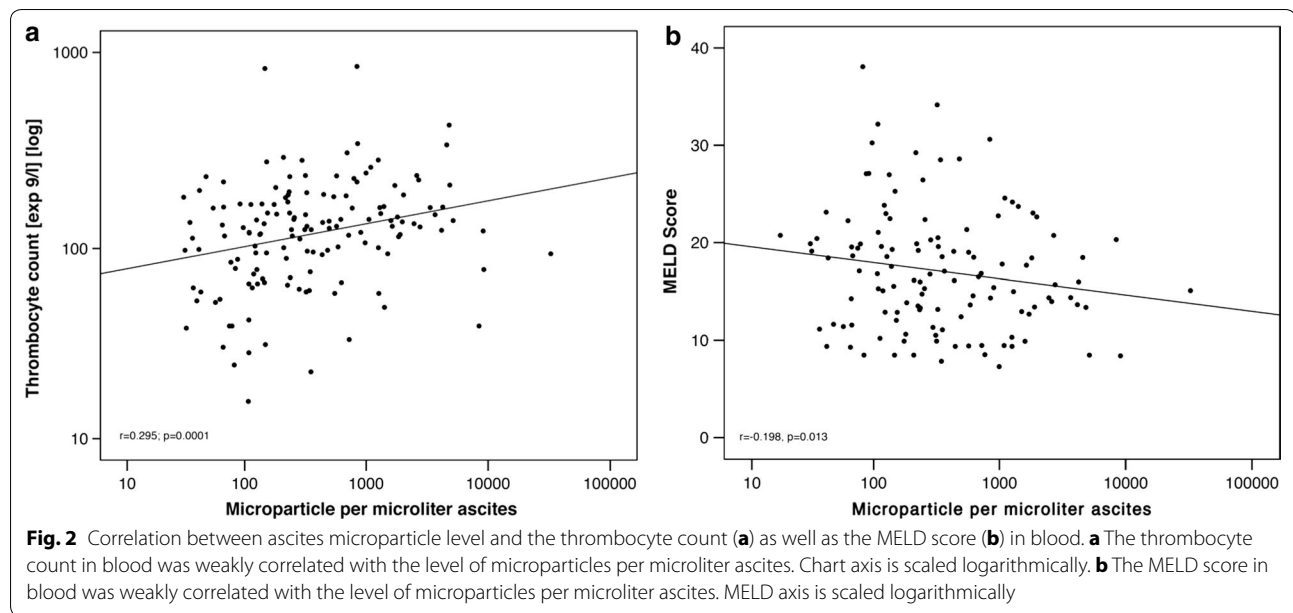 a
1000
100
10
Thrombocyte count [exp 9/l] [log]
r=0.295; p=0.0001
10 100 1000 10000 100000
Microparticle per microliter ascites
b
40
30
20
10
0
MELD Score
r=-0.198, p=0.013
10 100 1000 10000 100000
Microparticle per microliter ascites
Fig. 2 Correlation between ascites microparticle level and the thrombocyte count (a) as well as the MELD score (b) in blood. a The thrombocyte
count in blood was weakly correlated with the level of microparticles per microliter ascites. Chart axis is scaled logarithmically. b The MELD score in
blood was weakly correlated with the level of microparticles per microliter ascites. MELD axis is scaled logarithmically